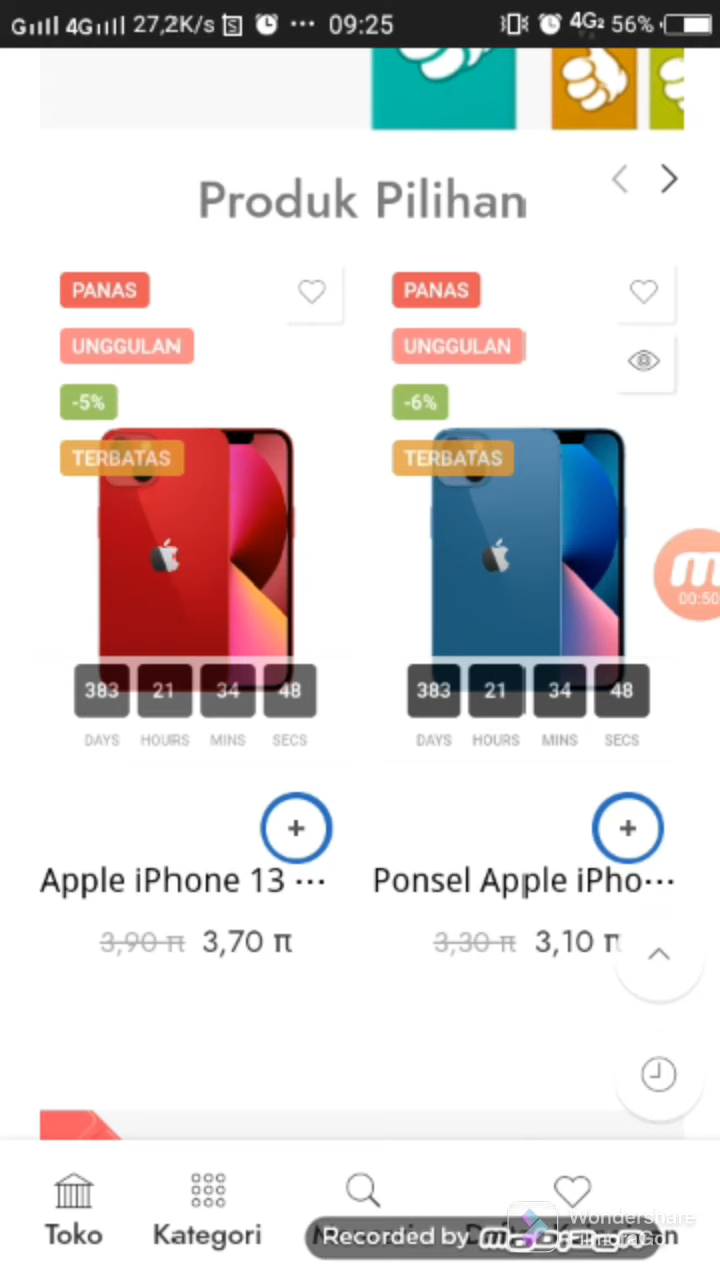 4G 27,2K/s S 09:25 4G2 56%
Produk Pilihan
PANAS
UNGGULAN
-5%
TERBATAS
383 21 34 48
DAYS HOURS MINS SECS
Apple iPhone 13 ...
3,90 π 3,70 π
PANAS
UNGGULAN
-6%
TERBATAS
383 21 34 48
DAYS HOURS MINS SECS
Ponsel Apple iPho...
3,30 π 3,10 π
00:50
Toko
Kategori
Recorded by
Wondershare
FilmoraGo